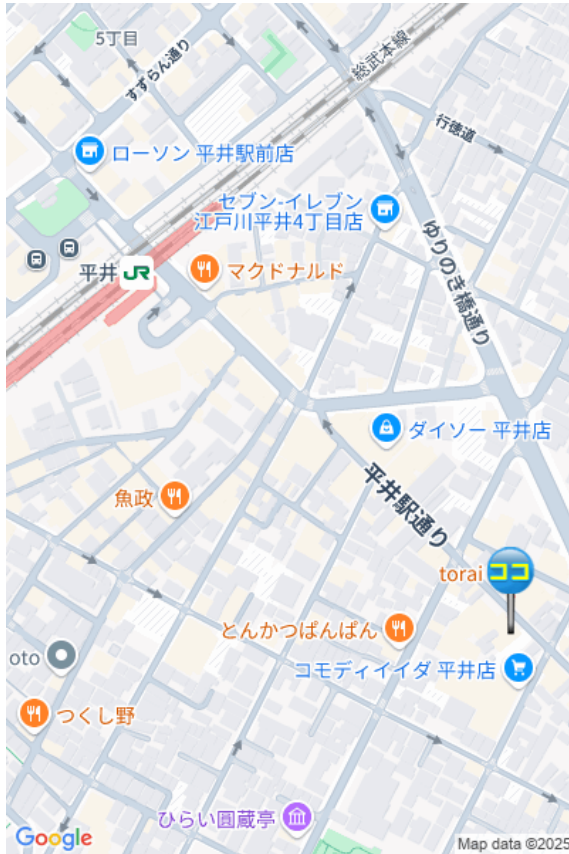 5丁目
すずらん通り
総武本線
行徳道
ローソン 平井駅前店
セブン-イレブン
江戸川平井4丁目店
ゆりのき橋通り
平井
JR
マクドナルド
ダイソー 平井店
平井駅通り
魚政
torai
ココ
とんかつぱんぱん
oto
コモディイイダ 平井店
つくし野
ひらい圓蔵亭
Google
Map data ©2025